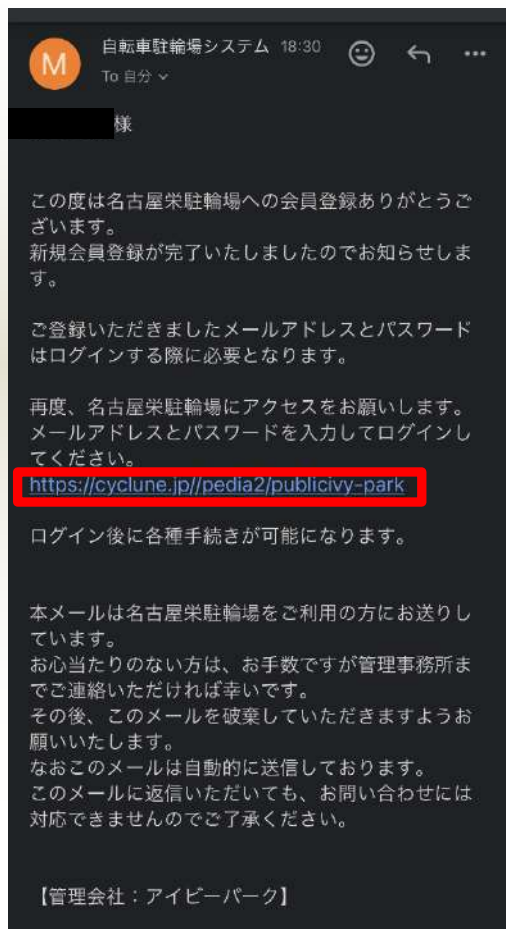 M
自転車駐輪場システム 18:30
To 自分
様
この度は名古屋栄駐輪場への会員登録ありがとうご
ざいます。
新規会員登録が完了いたしましたのでお知らせしま
す。
ご登録いただきましたメールアドレスとパスワード
はログインする際に必要となります。
再度、名古屋栄駐輪場にアクセスをお願いします。
メールアドレスとパスワードを入力してログインし
てください。
https://cyclune.jp//pedia2/publicivy-park
ログイン後に各種手続きが可能になります。
本メールは名古屋栄駐輪場をご利用の方にお送りし
ています。
お心当たりのない方は、お手数ですが管理事務所ま
でご連絡いただければ幸いです。
その後、このメールを破棄していただきますようお
願いいたします。
なおこのメールは自動的に送信しております。
このメールに返信いただいても、お問い合わせには
対応できませんのでご了承ください。
【管理会社：アイビーパーク】